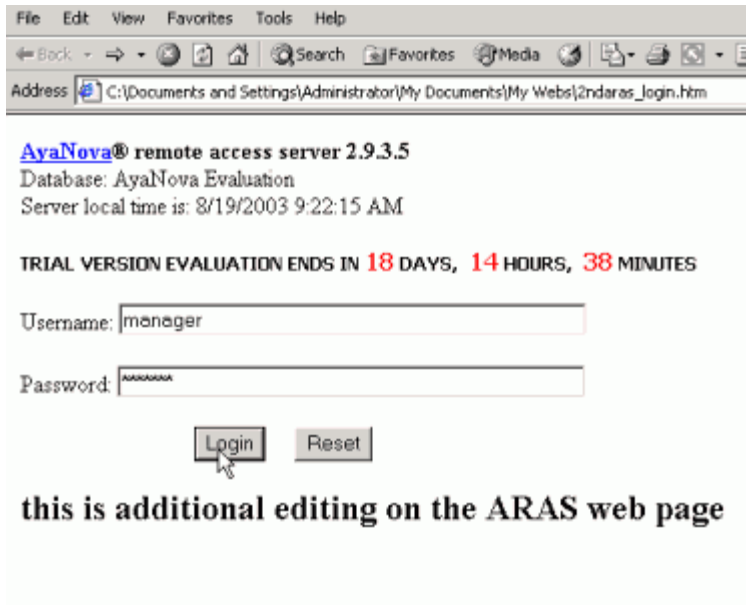 File Edit View Favorites Tools Help
Back Search Favorites Media
Address C:\Documents and Settings\Administrator\My Documents\My Webs\2ndaras_login.htm
AyaNova® remote access server 2.9.3.5
Database: AyaNova Evaluation
Server local time is: 8/19/2003 9:22:15 AM
TRIAL VERSION EVALUATION ENDS IN 18 DAYS, 14 HOURS, 38 MINUTES
Username: manager
Password: *******
Login Reset
this is additional editing on the ARAS web page